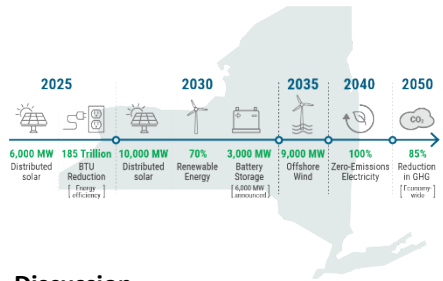 2025 2030 2035 2040 2050
CO₂
6,000 MW 185 Trillion 10,000 MW 70% 3,000 MW 9,000 MW 100% 85%
Distributed BTU Distributed Renewable Battery Offshore Zero-Emissions Reduction
solar Reduction solar Energy Storage Wind Electricity in GHG
[Energy efficiency] [6,000 MW announced] [Economy-wide]
Discussion